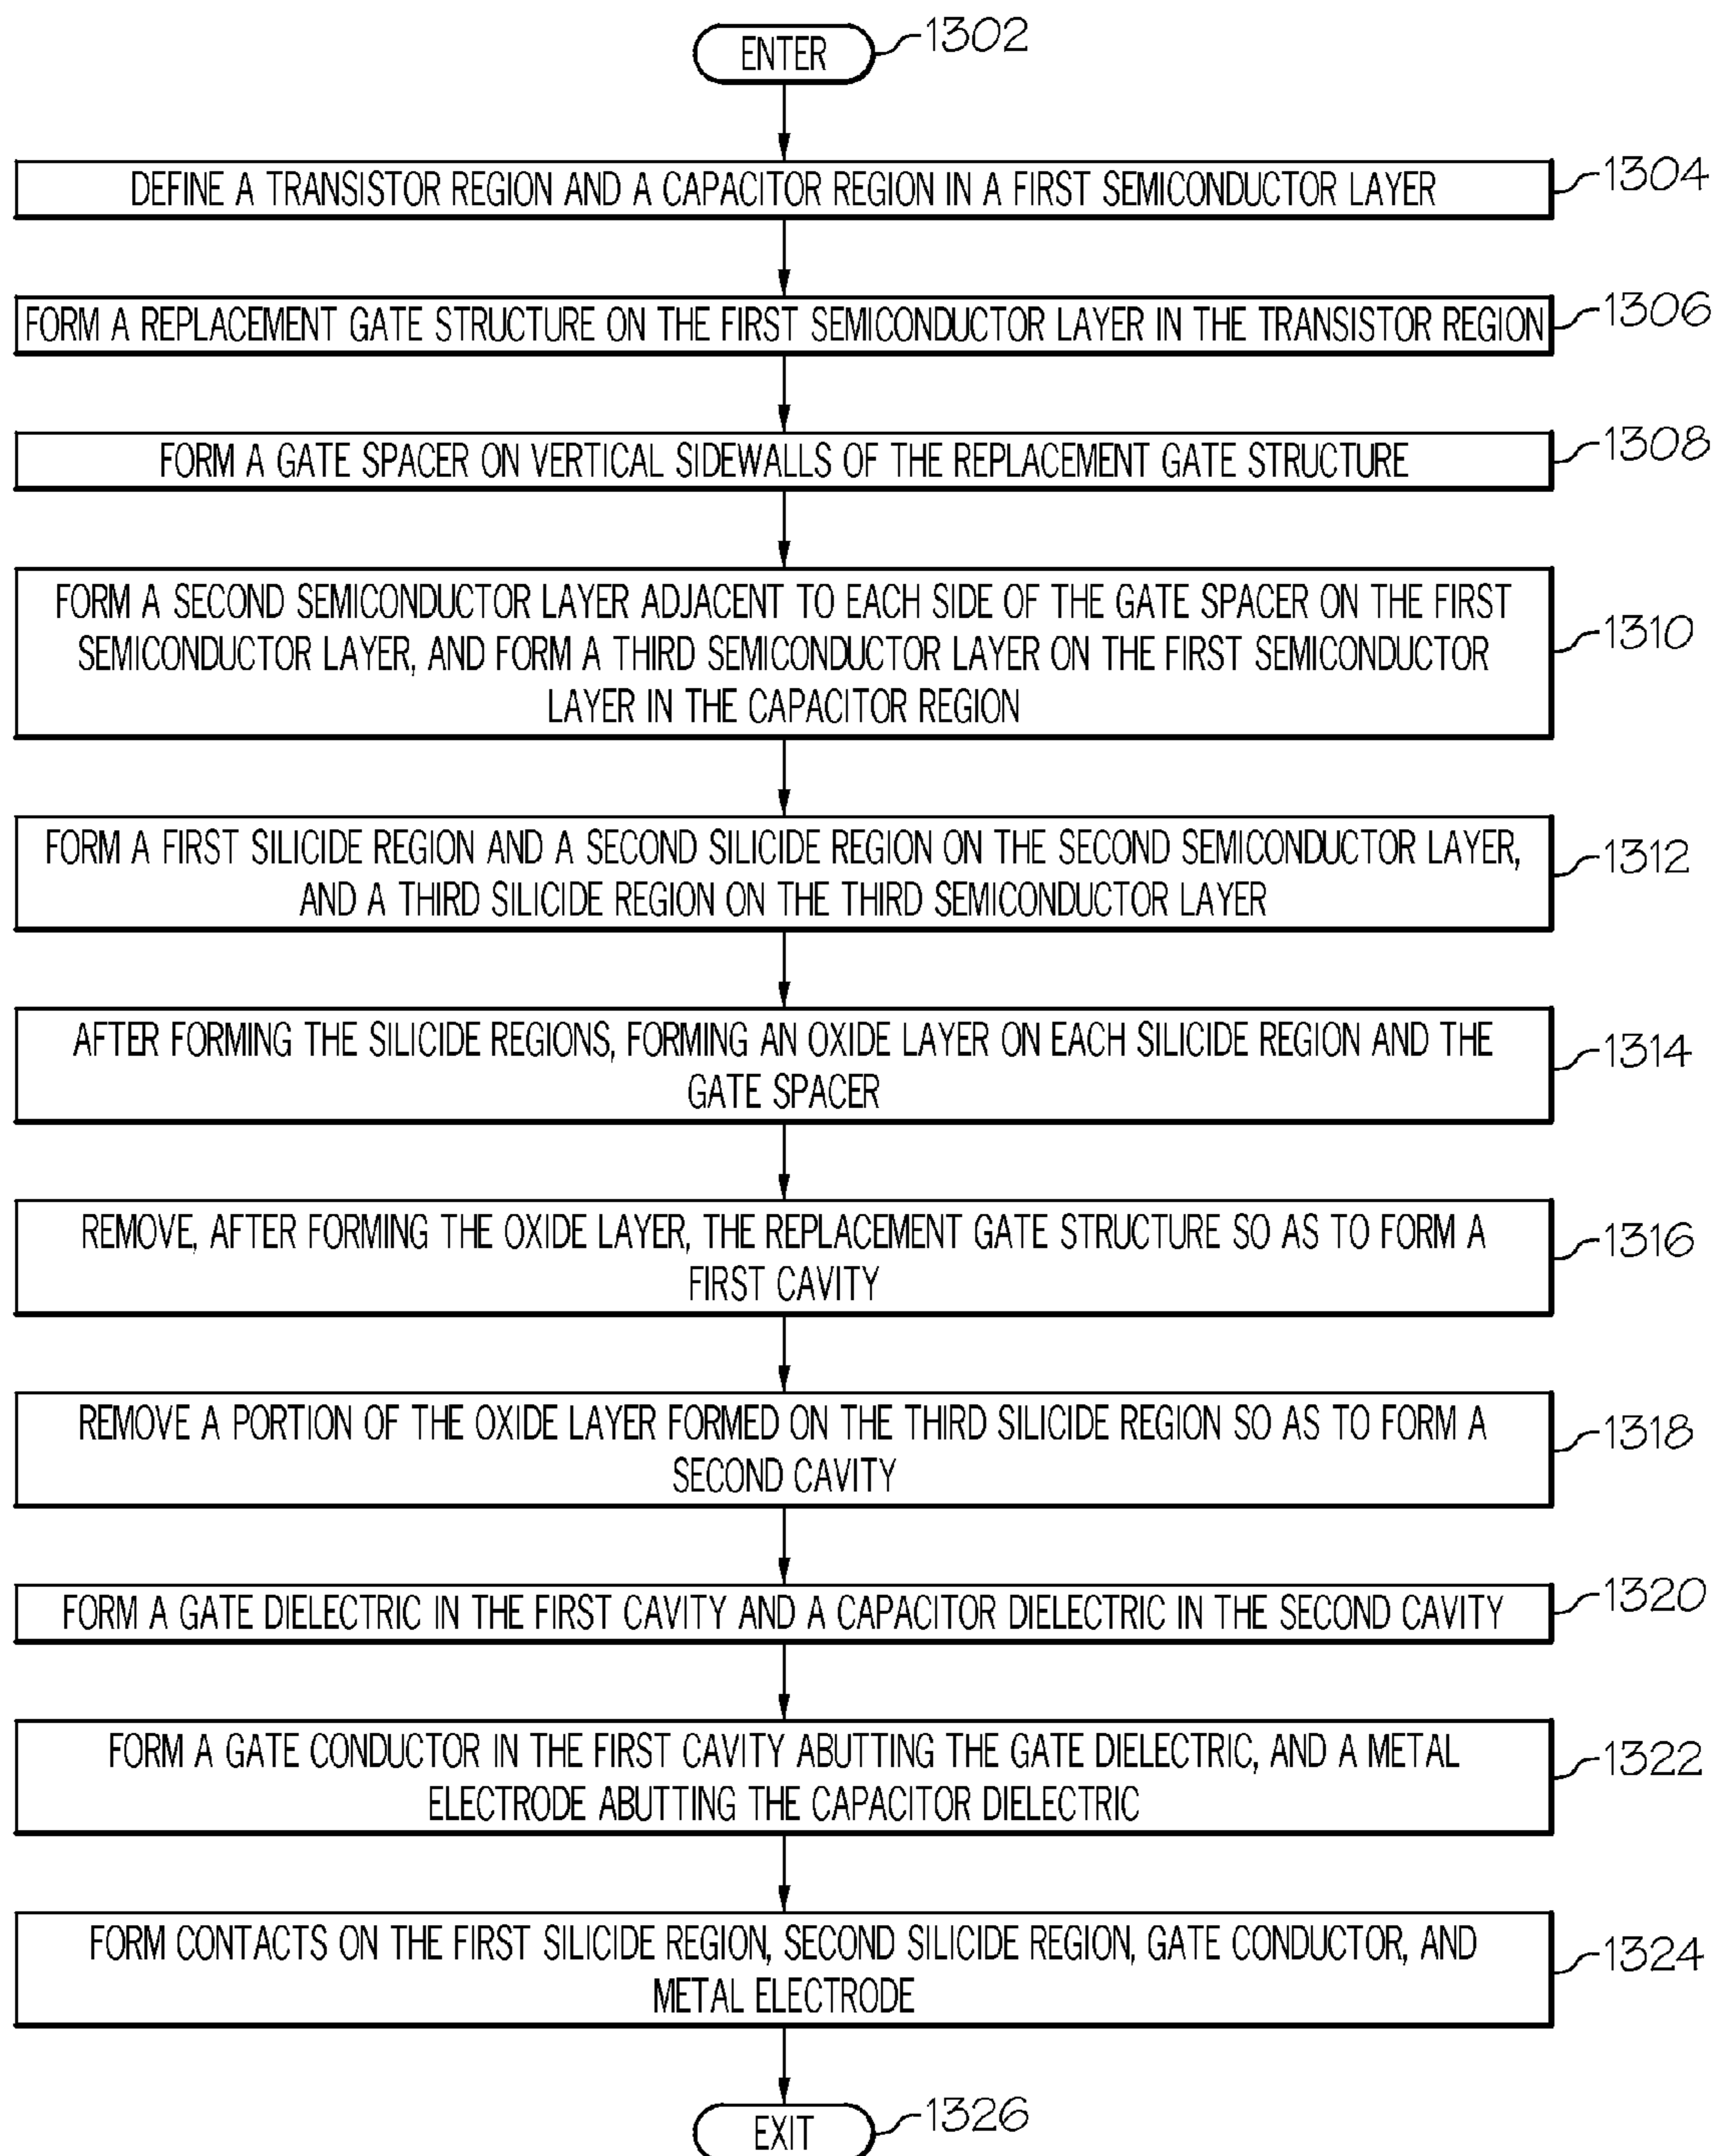 ENTER
1302
DEFINE A TRANSISTOR REGION AND A CAPACITOR REGION IN A FIRST SEMICONDUCTOR LAYER
1304
FORM A REPLACEMENT GATE STRUCTURE ON THE FIRST SEMICONDUCTOR LAYER IN THE TRANSISTOR REGION
1306
FORM A GATE SPACER ON VERTICAL SIDEWALLS OF THE REPLACEMENT GATE STRUCTURE
1308
FORM A SECOND SEMICONDUCTOR LAYER ADJACENT TO EACH SIDE OF THE GATE SPACER ON THE FIRST
SEMICONDUCTOR LAYER, AND FORM A THIRD SEMICONDUCTOR LAYER ON THE FIRST SEMICONDUCTOR
LAYER IN THE CAPACITOR REGION
1310
FORM A FIRST SILICIDE REGION AND A SECOND SILICIDE REGION ON THE SECOND SEMICONDUCTOR LAYER,
AND A THIRD SILICIDE REGION ON THE THIRD SEMICONDUCTOR LAYER
1312
AFTER FORMING THE SILICIDE REGIONS, FORMING AN OXIDE LAYER ON EACH SILICIDE REGION AND THE
GATE SPACER
1314
REMOVE, AFTER FORMING THE OXIDE LAYER, THE REPLACEMENT GATE STRUCTURE SO AS TO FORM A
FIRST CAVITY
1316
REMOVE A PORTION OF THE OXIDE LAYER FORMED ON THE THIRD SILICIDE REGION SO AS TO FORM A
SECOND CAVITY
1318
FORM A GATE DIELECTRIC IN THE FIRST CAVITY AND A CAPACITOR DIELECTRIC IN THE SECOND CAVITY
1320
FORM A GATE CONDUCTOR IN THE FIRST CAVITY ABUTTING THE GATE DIELECTRIC, AND A METAL
ELECTRODE ABUTTING THE CAPACITOR DIELECTRIC
1322
FORM CONTACTS ON THE FIRST SILICIDE REGION, SECOND SILICIDE REGION, GATE CONDUCTOR, AND
METAL ELECTRODE
1324
EXIT
1326